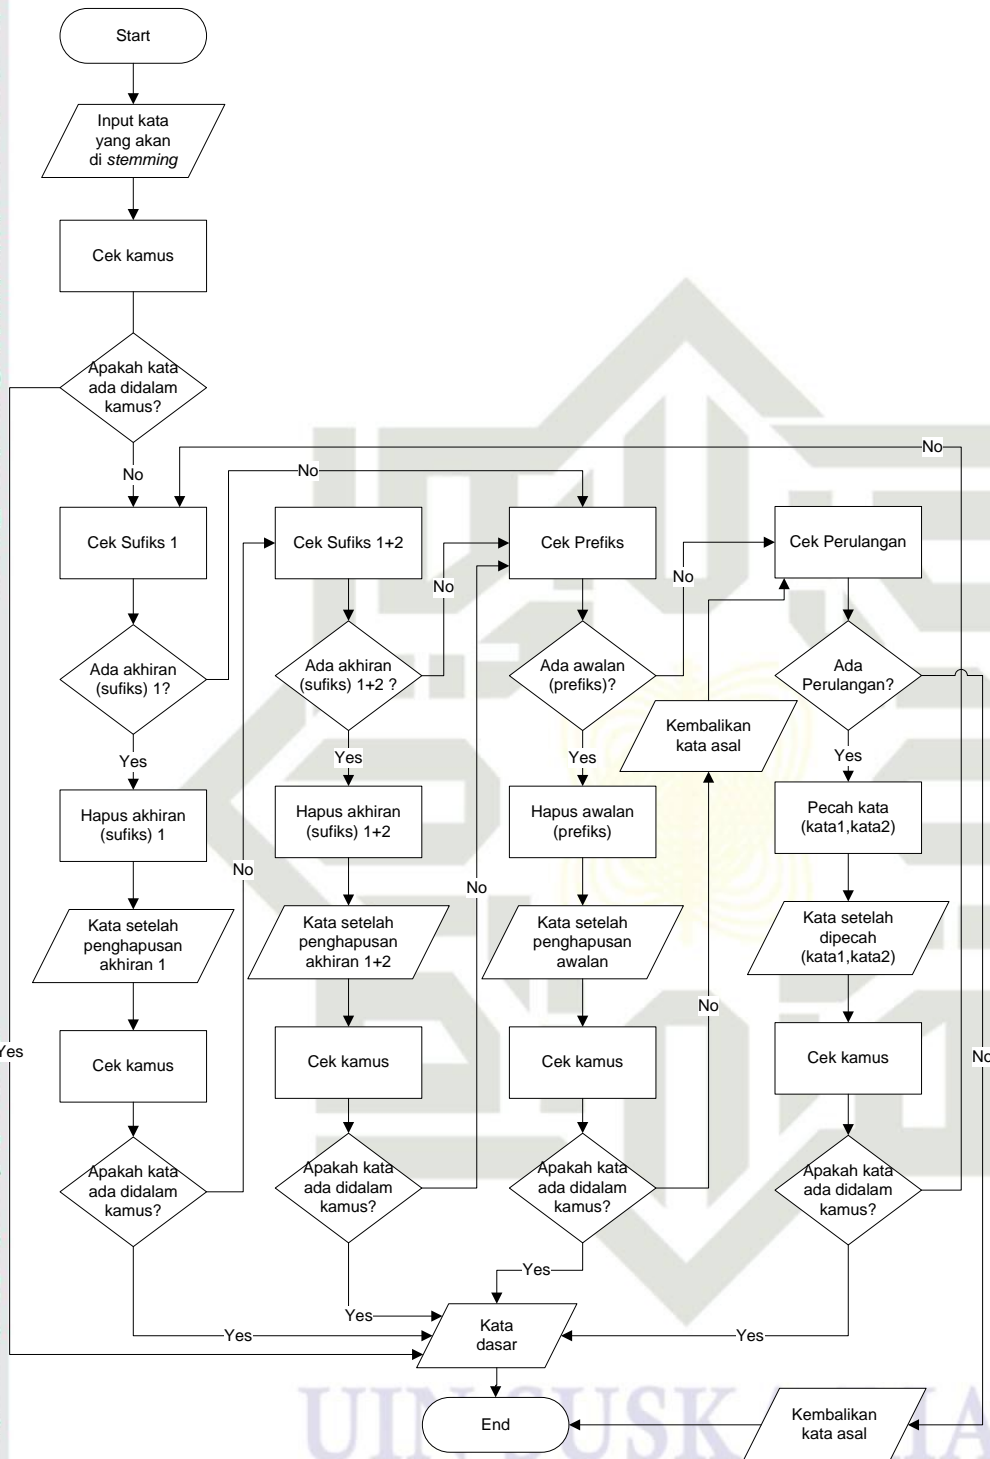 Start
Input kata
yang akan
di stemming
Cek kamus
Apakah kata
ada didalam
kamus?
No
No
No
Cek Sufiks 1
Cek Sufiks 1+2
Cek Prefiks
Cek Perulangan
No
No
Ada akhiran
(sufiks) 1?
Ada akhiran
(sufiks) 1+2 ?
Ada awalan
(prefiks)?
Ada
Perulangan?
Kembalikan
kata asal
Yes
Yes
Yes
Yes
Hapus akhiran
(sufiks) 1
Hapus akhiran
(sufiks) 1+2
Hapus awalan
(prefiks)
Pecah kata
(kata1,kata2)
No
No
Kata setelah
penghapusan
akhiran 1
Kata setelah
penghapusan
akhiran 1+2
Kata setelah
penghapusan
awalan
Kata setelah
dipecah
(kata1,kata2)
No
Yes
Cek kamus
Cek kamus
Cek kamus
Cek kamus
No
Apakah kata
ada didalam
kamus?
Apakah kata
ada didalam
kamus?
Apakah kata
ada didalam
kamus?
Apakah kata
ada didalam
kamus?
Yes
Yes
Yes
Yes
Kata
dasar
End
Kembalikan
kata asal
UIN SUSKA RIA